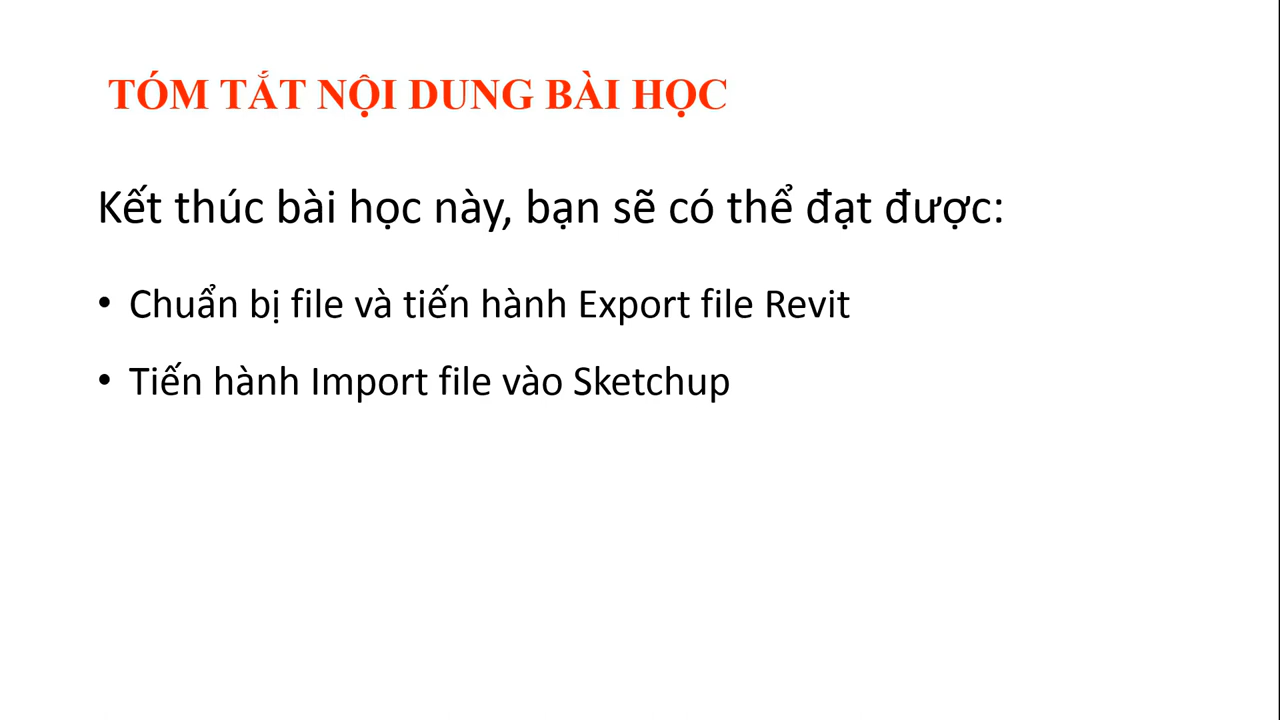 TÓM TẮT NỘI DUNG BÀI HỌC
Kết thúc bài học này, bạn sẽ có thể đạt được:
• Chuẩn bị file và tiến hành Export file Revit
• Tiến hành Import file vào Sketchup